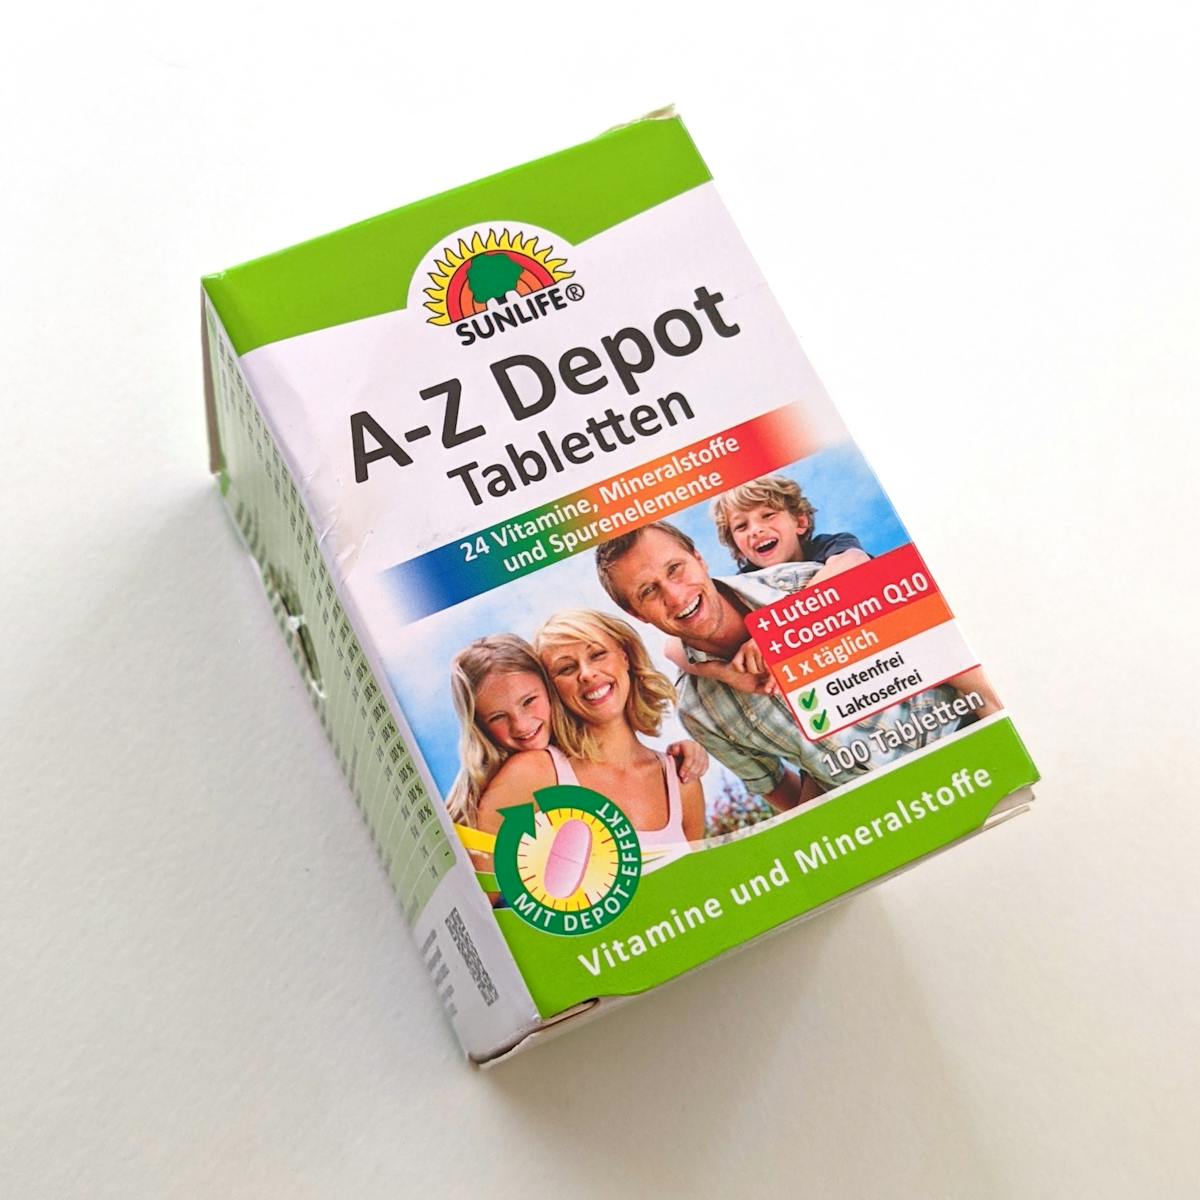 SUNLIFE®
A-Z Depot
Tabletten
24 Vitamine, Mineralstoffe
und Spurenelemente
+Lutein
+Coenzym Q10
1 x täglich
Glutenfrei
Laktosefrei
100 Tabletten
MIT DEPOT-EFFEKT
Vitamine und Mineralstoffe